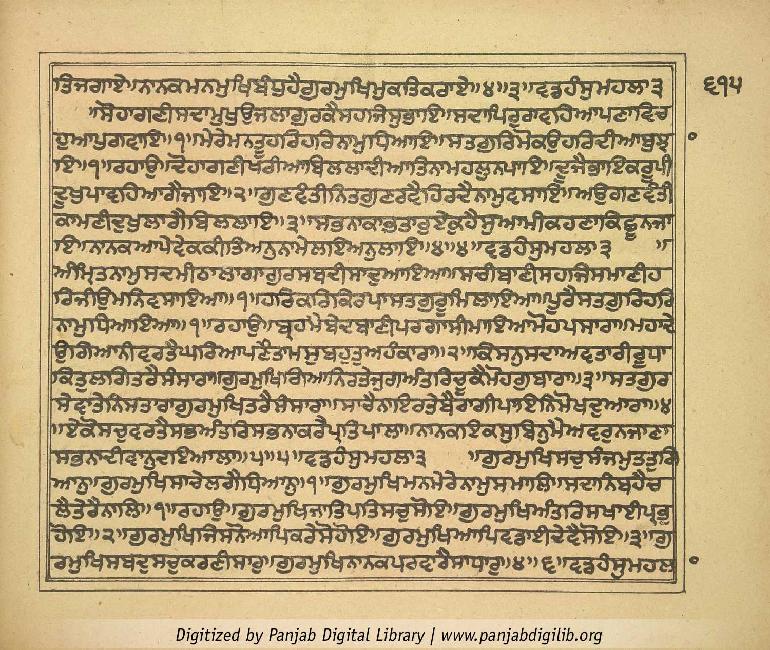 ਤਿਜਗਾਏ॥ਨਾਨਕਮਨਮੁਖਿਬੰਧੁਹੈਗੁਰਮੁਖਿਮੁਕਤਿਕਰਾਏ॥੪॥੩॥ਵਡਹੰਸੁਮਹਲਾ੩ ੬੧੫
॥ਸੋਹਾਗਣੀਸਦਾਮੁਖੁਉਜਲਾਗੁਰਕੈਸਹਜਿਸੁਭਾਇ॥ਸਦਾਪਿਰੁਰਾਵਹਿਆਪਣਾਵਿਚ
ਹੁਆਪੁਗਵਾਇ॥੧॥ਮੇਰੇਮਨਤੂਹਰਿਹਰਿਨਾਮੁਧਿਆਇ॥ਸਤਗੁਰਿਮੋਕਉਹਰਿਦੀਆਬੁਝਾ
ਇ॥੧॥ਰਹਾਉ॥ਦੋਹਾਗਣੀਖਰੀਆਬਿਲਲਾਦੀਆਤਿਨਾਮਹਲੁਨਪਾਇ॥ਦੂਜੈਭਾਇਕਰੂਪੀ
ਦੂਖੁਪਾਵਹਿਆਗੈਜਾਇ॥੨॥ਗੁਣਵੰਤੀਨਿਤਗੁਣਰਵੈਹਿਰਦੈਨਾਮੁਵਸਾਇ॥ਅਉਗਣਵੰਤੀ
ਕਾਮਣੀਦੁਖੁਲਾਗੈਬਿਲਲਾਇ॥੩॥ਸਭਨਾਕਾਭਤਾਰੁਏਕੁਹੈਸੁਆਮੀਕਹਣਾਕਿਛੂਨਜਾ
ਇ॥ਨਾਨਕਆਪੇਵੇਕਕੀਤਿਅਨੁਨਾਮੇਲਇਅਨੁਲਾਇ॥੪॥੪॥ਵਡਹੰਸੁਮਹਲਾ੩ ॥
ਅੰਮ੍ਰਿਤਨਾਮੁਸਦਮੀਠਾਲਾਗਾਗੁਰਸਬਦੀਸਾਦੁਆਇਆ॥ਸਚੀਬਾਣੀਸਹਜਿਸਮਾਣੀਹ
ਰਿਜੀਉਮਨਿਵਸਾਇਆ॥੧॥ਹਰਿਕਰਿਕਿਰਪਾਸਤਗੁਰੂਮਿਲਾਇਆ॥ਪੂਰੈਸਤਗੁਰਿਹਰਿ
ਨਾਮੁਧਿਆਇਆ॥੧॥ਰਹਾਉ॥ਬ੍ਰਹਮੈਬੇਦਬਾਣੀਪਰਗਾਸੀਮਾਇਆਮੋਹਪਸਾਰਾ॥ਮਹਾਦੇ
ਉਗਿਆਨੀਵਰਤੈਘਰਿਆਪਣੈਤਾਮਸੁਬਹੁਤੁਅਹੰਕਾਰਾ॥੨॥ਕਿਸਨੁਸਦਾਅਵਤਾਰੀਰੂਧਾ
ਕਿਤੁਲਗਿਤਰੈਸੰਸਾਰਾ॥ਗੁਰਮੁਖਿਗਿਆਨਿਰਤੇਜੁਗਅੰਤਰਿਚੂਕੈਮੋਹਗੁਬਾਰਾ॥੩॥ਸਤਗੁਰ
ਸੇਵਾਤੇਨਿਸਤਾਰਾਗੁਰਮੁਖਿਤਰੈਸੰਸਾਰਾ॥ਸਾਚੈਨਾਇਰਤੇਬੈਰਾਗੀਪਾਇਨਿਮੋਖਦੁਆਰਾ॥੪
॥ਏਕੋਸਚੁਵਰਤੈਸਭਅੰਤਰਿਸਭਨਾਕਰੈਪ੍ਰਤਿਪਾਲਾ॥ਨਾਨਕਇਕਸੁਬਿਨੁਮੈਅਵਰੁਨਜਾਣਾ
ਸਭਨਾਦੀਵਾਨੁਦਇਆਲਾ॥੫॥੫॥ਵਡਹੰਸੁਮਹਲਾ੩ ॥ਗੁਰਮੁਖਿਸਚੁਸੰਜਮੁਤਤੁਗਿ
ਆਨੁ॥ਗੁਰਮੁਖਿਸਾਚੇਲਗੈਧਿਆਨੁ॥੧॥ਗੁਰਮੁਖਿਮਨਮੇਰੇਨਾਮੁਸਮਾਲਿ॥ਸਦਾਨਿਬਹੈਚ
ਲੈਤੇਰੈਨਾਲਿ॥੧॥ਰਹਾਉ॥ਗੁਰਮੁਖਿਜਾਤਿਪਤਿਸਚੁਸੋਇ॥ਗੁਰਮੁਖਿਅੰਤਰਿਸਖਾਈਪ੍ਰਭੁ
ਹੋਇ॥੨॥ਗੁਰਮੁਖਿਜਿਸਨੋਆਪਿਕਰੇਸੋਹੋਇ॥ਗੁਰਮੁਖਿਆਪਿਵਡਾਈਦੇਵੈਸੋਇ॥੩॥ਗੁ
ਰਮੁਖਿਸਬਦੁਸਚੁਕਰਣੀਸਾਰੁ॥ਗੁਰਮੁਖਿਨਾਨਕਪਰਵਾਰੈਸਾਧਾਰੁ॥੪॥੬॥ਵਡਹੰਸੁਮਹਲ
Digitized by Panjab Digital Library | www.panjabdigilib.org